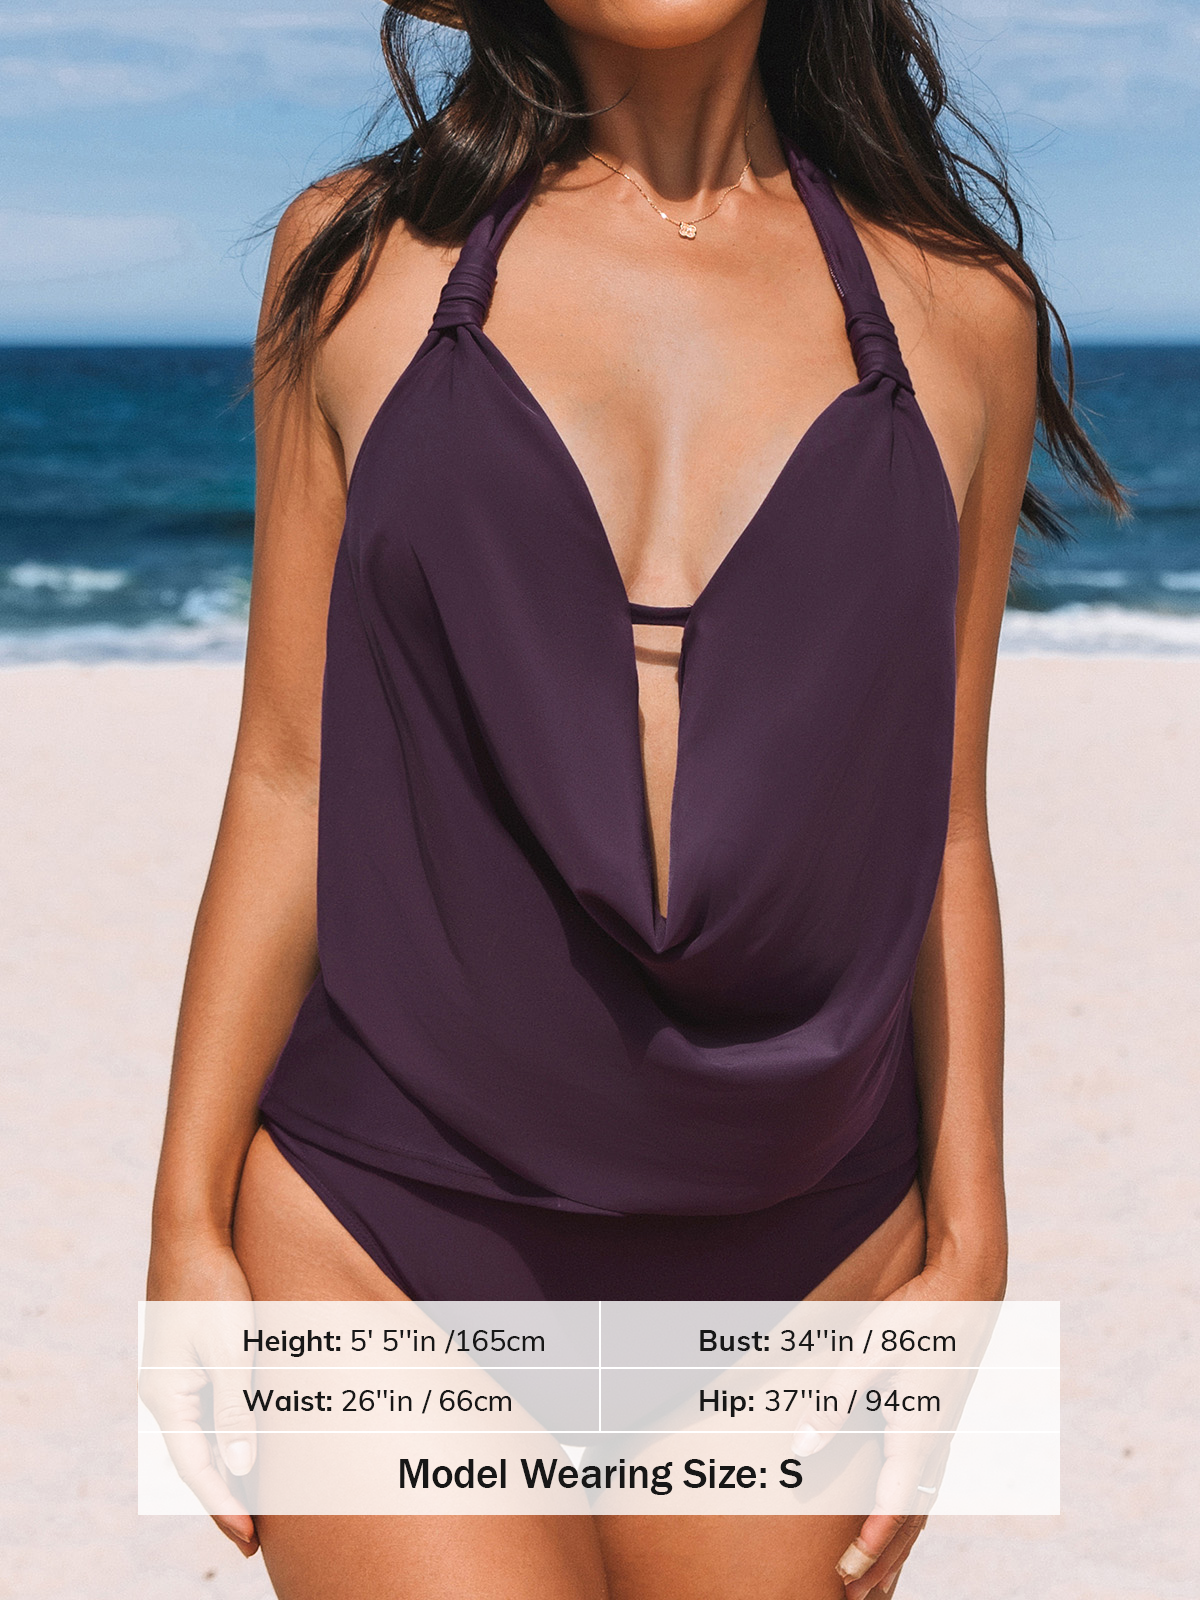 Height: 5' 5''in /165cm
Bust: 34''in / 86cm
Waist: 26''in / 66cm
Hip: 37''in / 94cm
Model Wearing Size: S